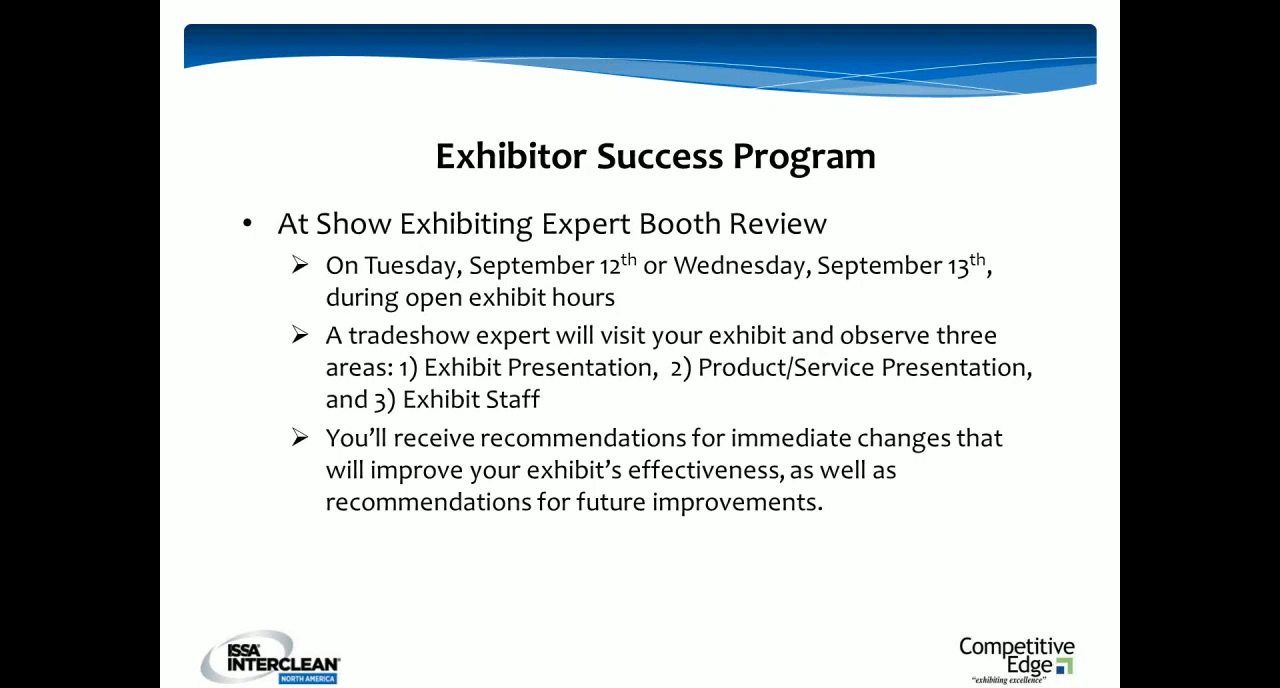 Exhibitor Success Program
• At Show Exhibiting Expert Booth Review
➢ On Tuesday, September 12th or Wednesday, September 13th,
during open exhibit hours
➢ A tradeshow expert will visit your exhibit and observe three
areas: 1) Exhibit Presentation, 2) Product/Service Presentation,
and 3) Exhibit Staff
➢ You’ll receive recommendations for immediate changes that
will improve your exhibit’s effectiveness, as well as
recommendations for future improvements.
ISSA
INTERCLEAN
NORTH AMERICA
Competitive
Edge
“exhibiting excellence”